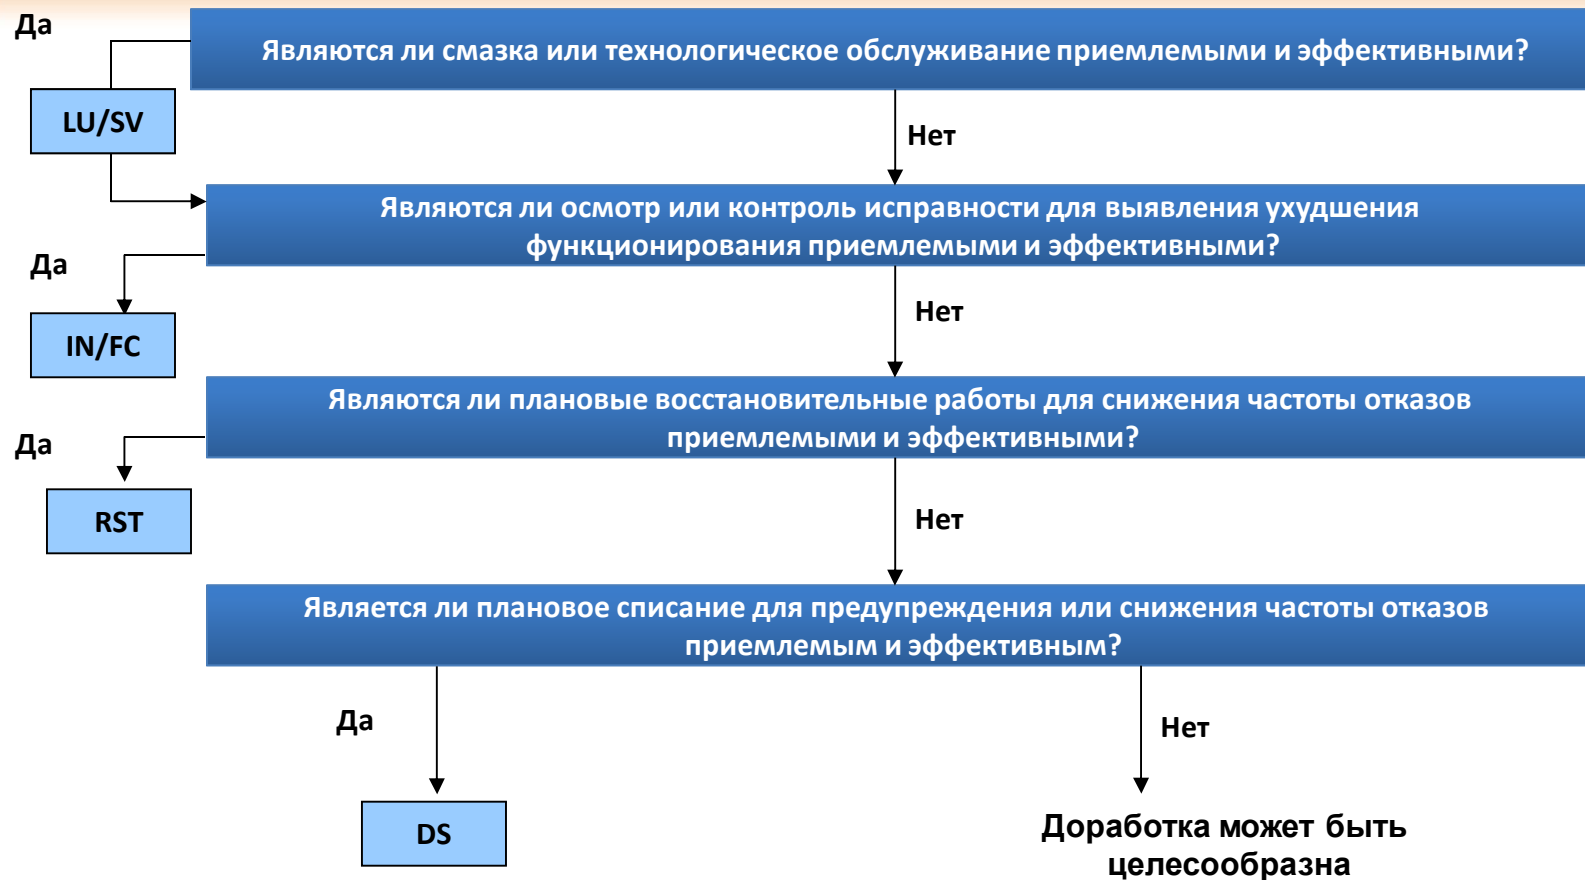 Да
Являются ли смазка или технологическое обслуживание приемлемыми и эффективными?
LU/SV
Нет
Являются ли осмотр или контроль исправности для выявления ухудшения
функционирования приемлемыми и эффективными?
Да
IN/FC
Нет
Являются ли плановые восстановительные работы для снижения частоты отказов
приемлемыми и эффективными?
Да
RST
Нет
Является ли плановое списание для предупреждения или снижения частоты отказов
приемлемым и эффективным?
Да
Нет
DS
Доработка может быть
целесообразна